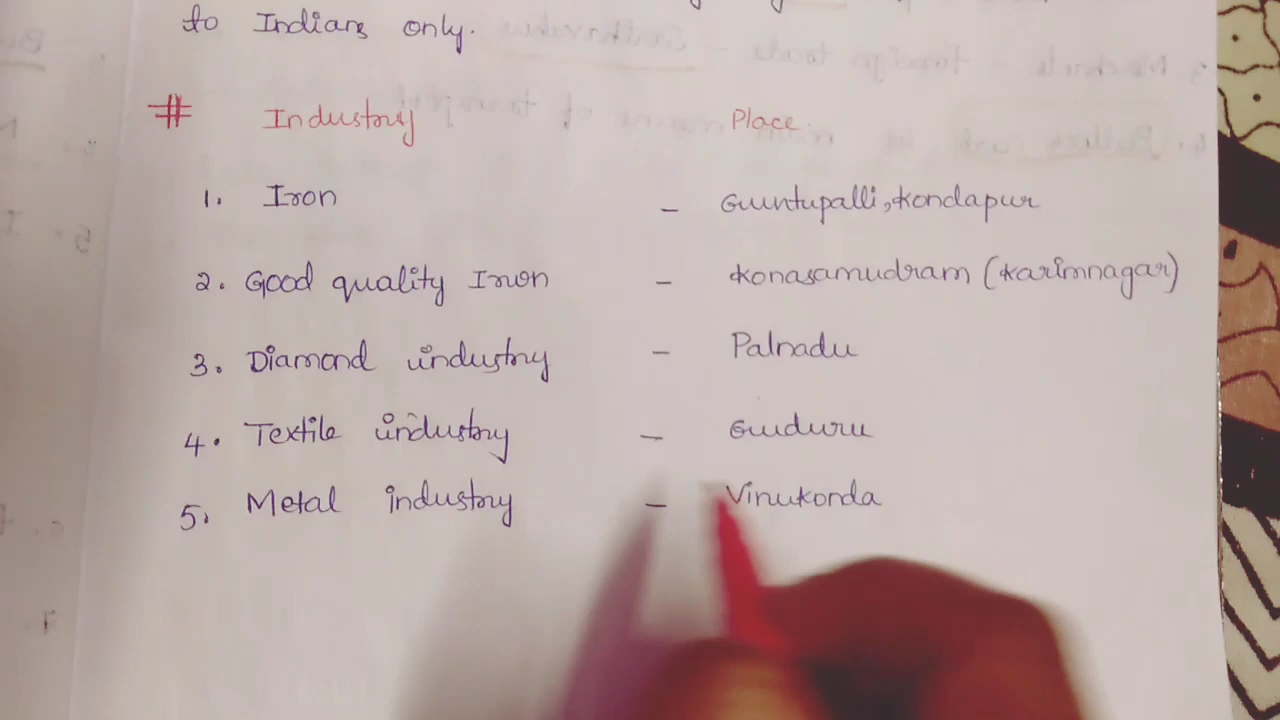 to Indians only.
# Industry Place
1. Iron - Guntupalli, Kondapur
2. Good quality Iron - Konasamudram (Karimnagar)
3. Diamond industry - Palnadu
4. Textile industry - Guduru
5. Metal industry - Vinukonda